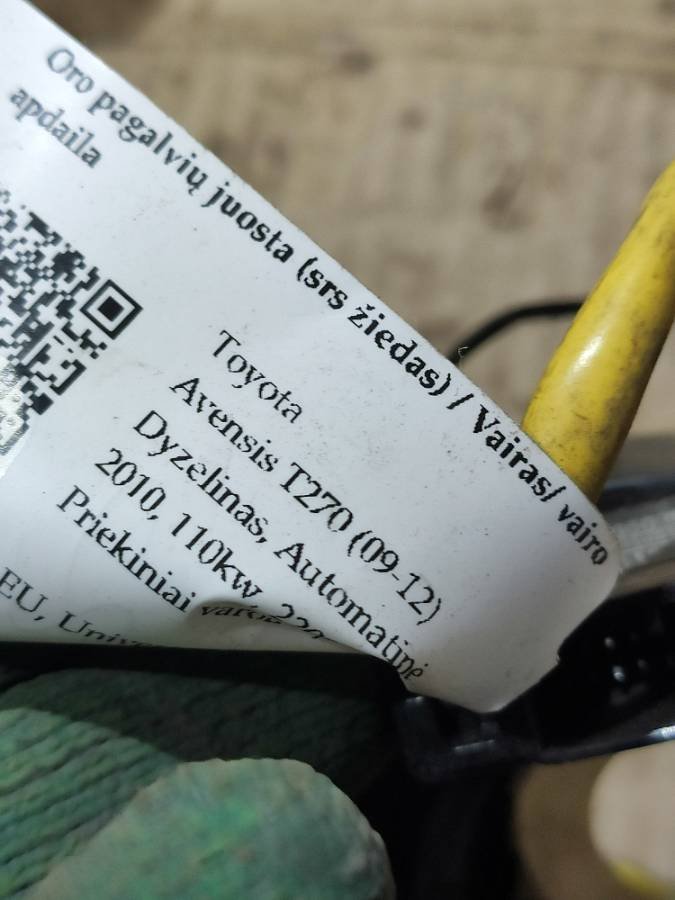 Oro pagalvių juosta (srs žiedas) / Vairas/ vairo
apdaila
Toyota
Avensis T270 (09-12)
Dyzelinas, Automatinė
2010, 110kw,
Priekiniai
EU,